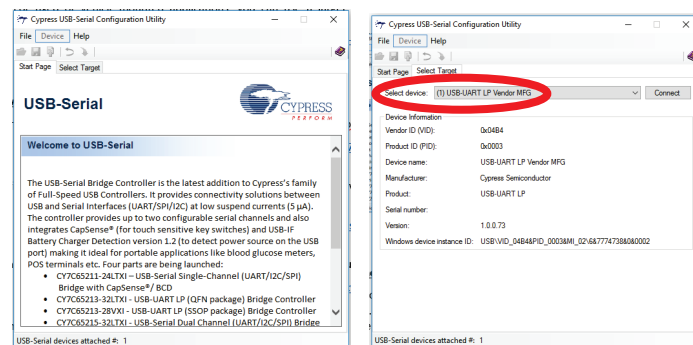 Cypress USB-Serial Configuration Utility
File Device Help
Start Page Select Target
USB-Serial
CYPRESS
PERFORM
Welcome to USB-Serial
The USB-Serial Bridge Controller is the latest addition to Cypress's family
of Full-Speed USB Controllers. It provides connectivity solutions between
USB and Serial Interfaces (UART/SPI/I2C) at low suspend currents (5 μA).
The controller provides up to two configurable serial channels and also
integrates CapSense® (for touch sensitive key switches) and USB-IF
Battery Charger Detection version 1.2 (to detect power source on the USB
port) making it ideal for portable applications like blood glucose meters,
POS terminals etc. Four parts are being launched:
• CY7C65211-24LTXI – USB-Serial Single-Channel (UART/I2C/SPI)
Bridge with CapSense®/ BCD
• CY7C65213-32LTXI - USB-UART LP (QFN package) Bridge Controller
• CY7C65213-28VXI - USB-UART LP (SSOP package) Bridge Controller
• CY7C65215-32LTXI - USB-Serial Dual Channel (UART/I2C/SPI) Bridge
USB-Serial devices attached #: 1
Cypress USB-Serial Configuration Utility
File Device Help
Start Page Select Target
Select device: (1) USB-UART LP Vendor MFG Connect
Device Information
Vendor ID (VID): 0x04B4
Product ID (PID): 0x0003
Device name: USB-UART LP Vendor MFG
Manufacturer: Cypress Semiconductor
Product: USB-UART LP
Serial number:
Version: 1.0.0.73
Windows device instance ID: USB\VID_04B4&PID_0003&MI_02\6&7774738&0&0002
USB-Serial devices attached #: 1